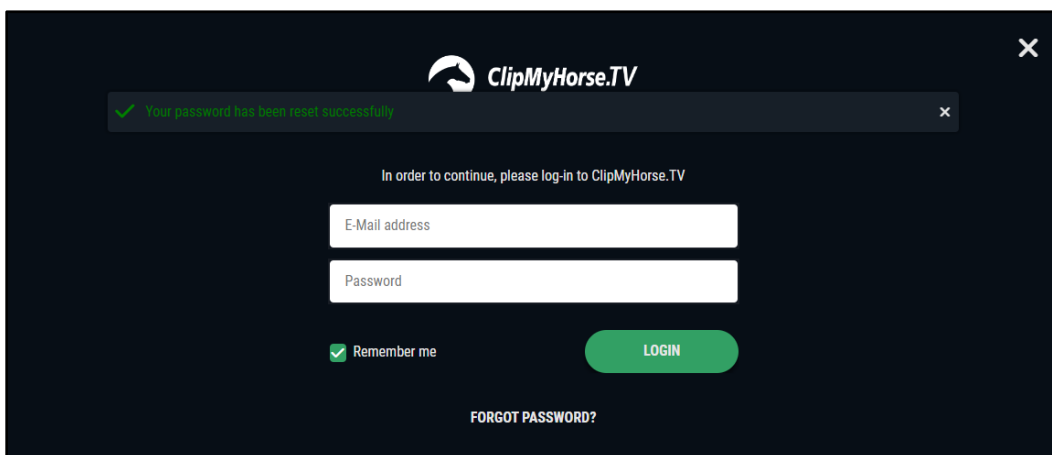 ClipMyHorse.TV
Your password has been reset successfully
In order to continue, please log-in to ClipMyHorse.TV
E-Mail address
Password
Remember me
LOGIN
FORGOT PASSWORD?